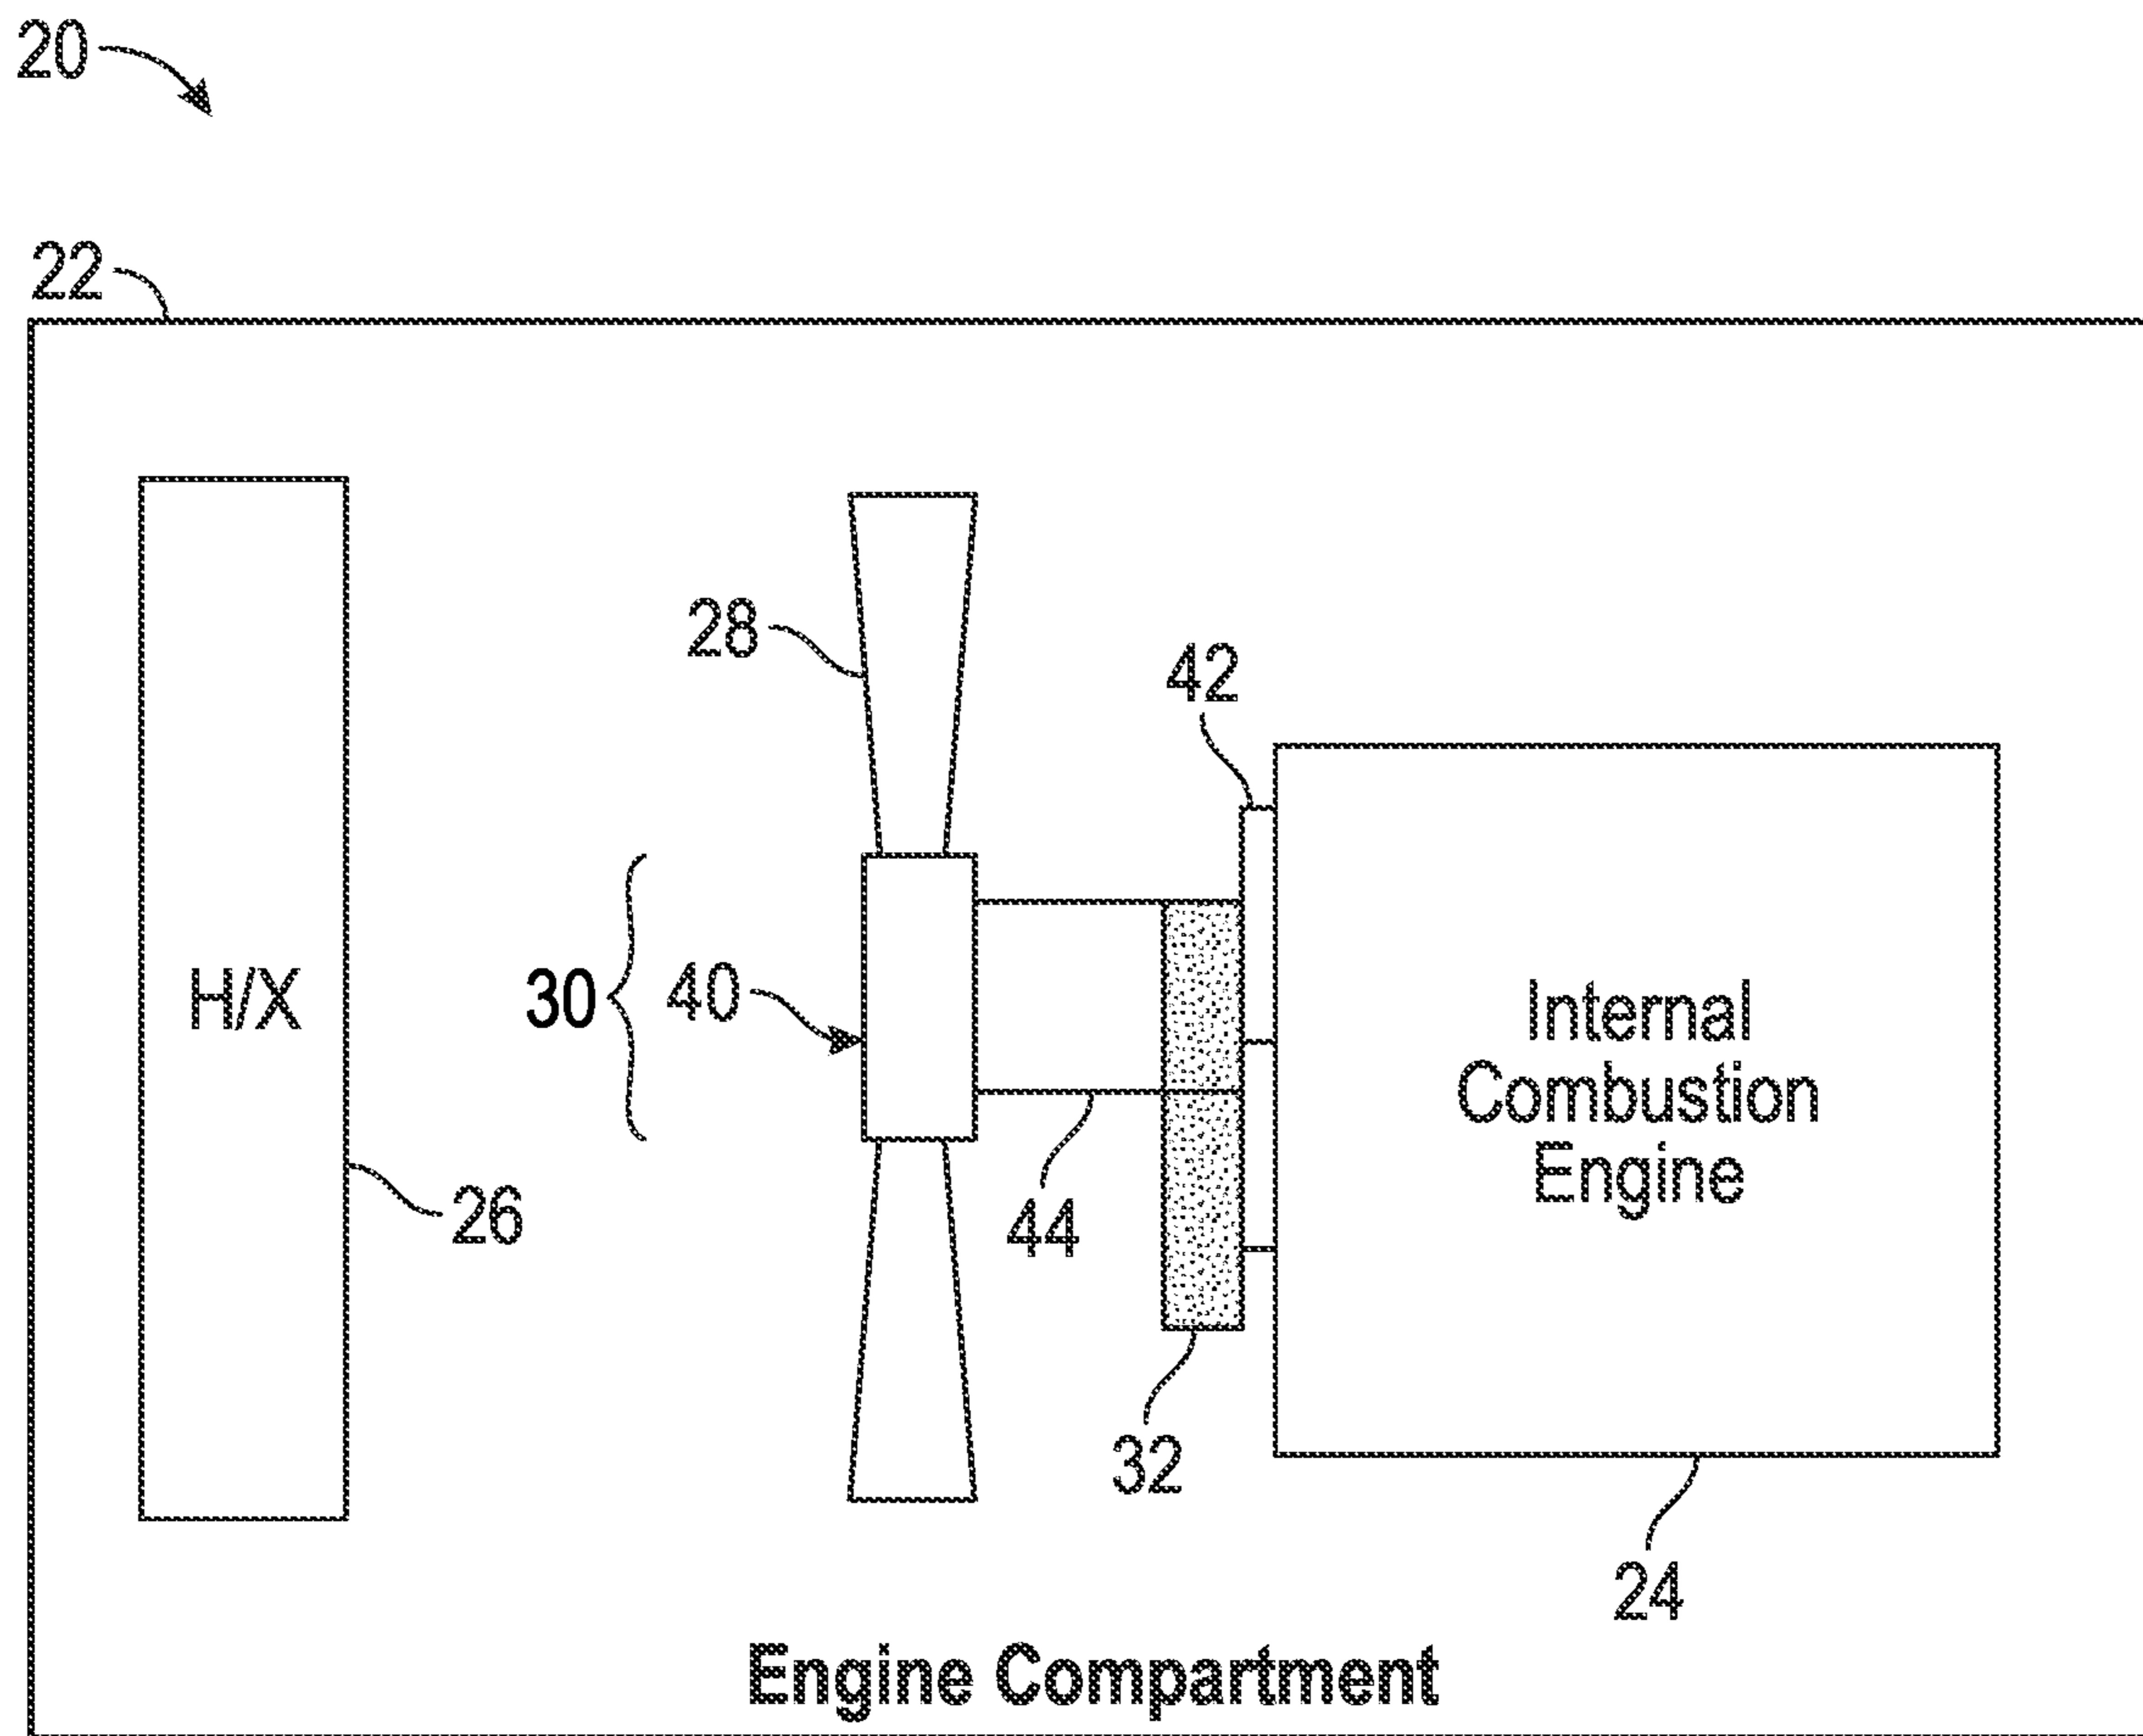 20
22
28
42
H/X
30
40
Internal
Combustion
Engine
26
44
32
24
Engine Compartment